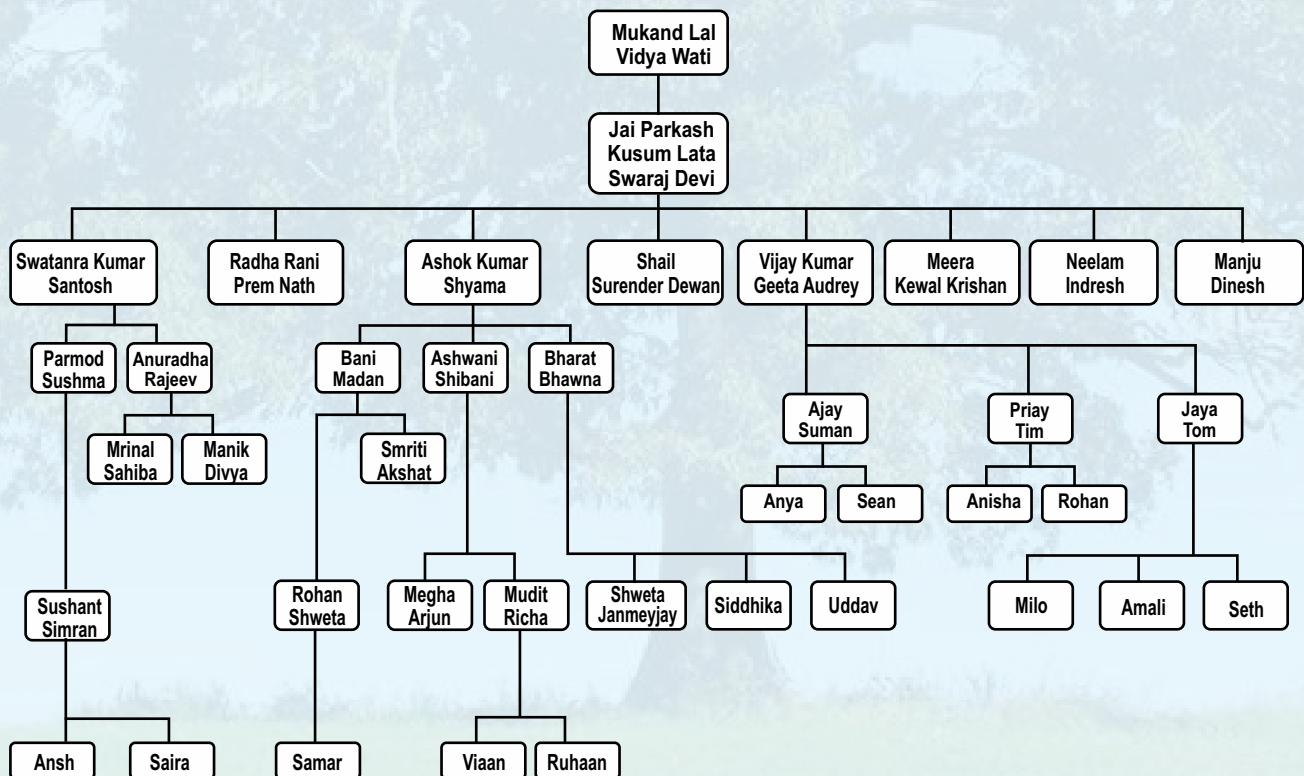 Mukand Lal
Vidya Wati
Jai Parkash
Kusum Lata
Swaraj Devi
Swatanra Kumar
Santosh
Radha Rani
Prem Nath
Ashok Kumar
Shyama
Shail
Surender Dewan
Vijay Kumar
Geeta Audrey
Meera
Kewal Krishan
Neelam
Indresh
Manju
Dinesh
Parmod
Sushma
Anuradha
Rajeev
Bani
Madan
Ashwani
Shibani
Bharat
Bhawna
Ajay
Suman
Priay
Tim
Jaya
Tom
Mrinal
Sahiba
Manik
Divya
Smriti
Akshat
Anya
Sean
Anisha
Rohan
Sushant
Simran
Rohan
Shweta
Megha
Arjun
Mudit
Richa
Shweta
Janmeyjay
Siddhika
Uddav
Milo
Amali
Seth
Ansh
Saira
Samar
Viaan
Ruhaan